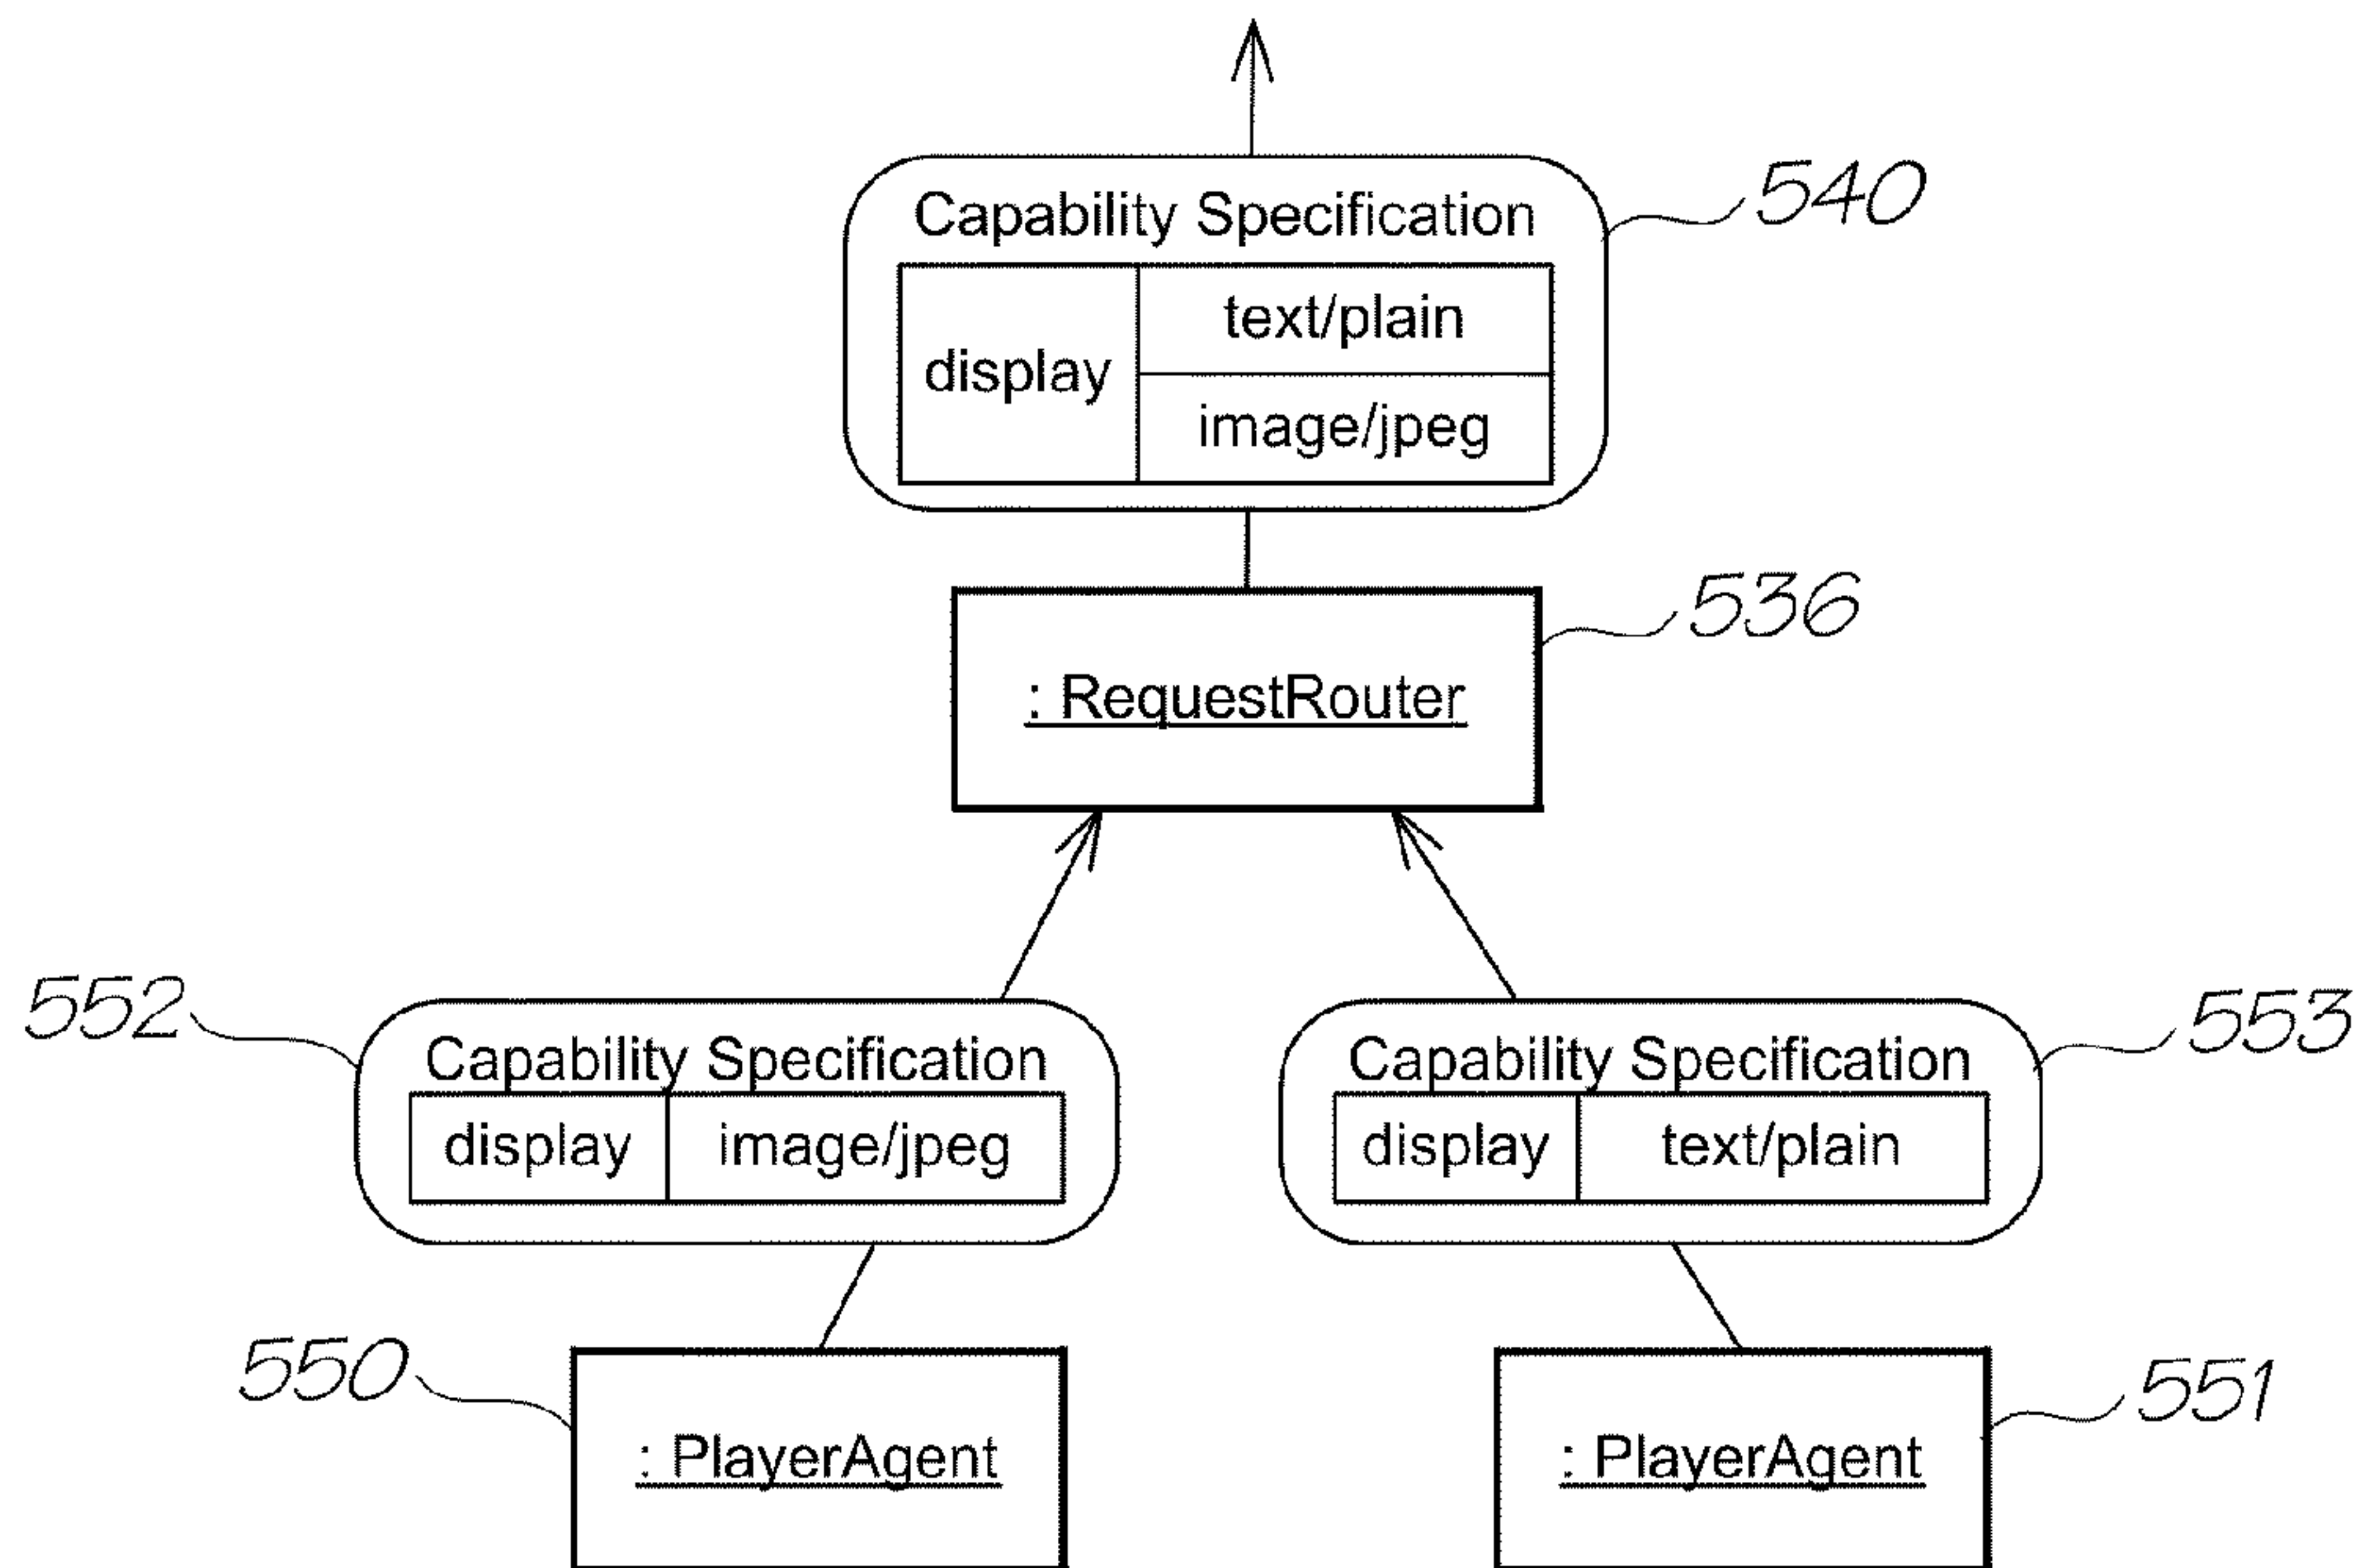 Capability Specification
540
display
text/plain
image/jpeg
: RequestRouter
536
552
Capability Specification
display
image/jpeg
Capability Specification
553
display
text/plain
550
: PlayerAgent
: PlayerAgent
551